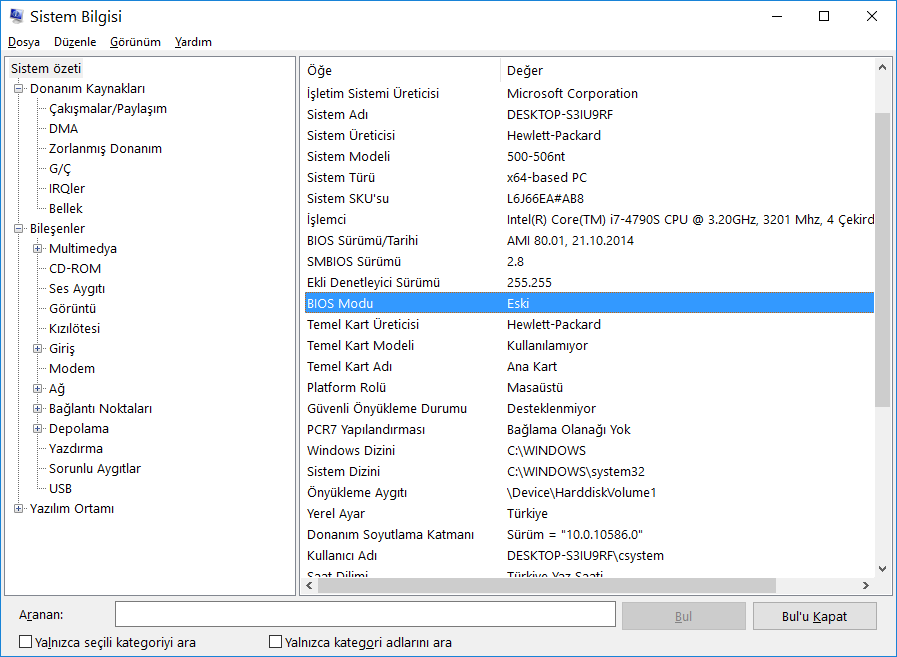 Sistem Bilgisi
Dosya Düzenle Görünüm Yardım
Sistem özeti
Donanım Kaynakları
Çakışmalar/Paylaşım
DMA
Zorlanmış Donanım
G/Ç
IRQler
Bellek
Bileşenler
Multimedya
CD-ROM
Ses Aygıtı
Görüntü
Kızılötesi
Giriş
Modem
Ağ
Bağlantı Noktaları
Depolama
Yazdırma
Sorunlu Aygıtlar
USB
Yazılım Ortamı
Öğe Değer
İşletim Sistemi Üreticisi Microsoft Corporation
Sistem Adı DESKTOP-S3IU9RF
Sistem Üreticisi Hewlett-Packard
Sistem Modeli 500-506nt
Sistem Türü x64-based PC
Sistem SKU'su L6J66EA#AB8
İşlemci Intel(R) Core(TM) i7-4790S CPU @ 3.20GHz, 3201 Mhz, 4 Çekird
BIOS Sürümü/Tarihi AMI 80.01, 21.10.2014
SMBIOS Sürümü 2.8
Ekli Denetleyici Sürümü 255.255
BIOS Modu Eski
Temel Kart Üreticisi Hewlett-Packard
Temel Kart Modeli Kullanılamıyor
Temel Kart Adı Ana Kart
Platform Rolü Masaüstü
Güvenli Önyükleme Durumu Desteklenmiyor
PCR7 Yapılandırması Bağlama Olanağı Yok
Windows Dizini C:\WINDOWS
Sistem Dizini C:\WINDOWS\system32
Önyükleme Aygıtı \Device\HarddiskVolume1
Yerel Ayar Türkiye
Donanım Soyutlama Katmanı Sürüm = "10.0.10586.0"
Kullanıcı Adı DESKTOP-S3IU9RF\csystem
Saat Dilimi Türkiye Yaz Saati
Aranan: Bul Bul'u Kapat
Yalnızca seçili kategoriyi ara Yalnızca kategori adlarını ara